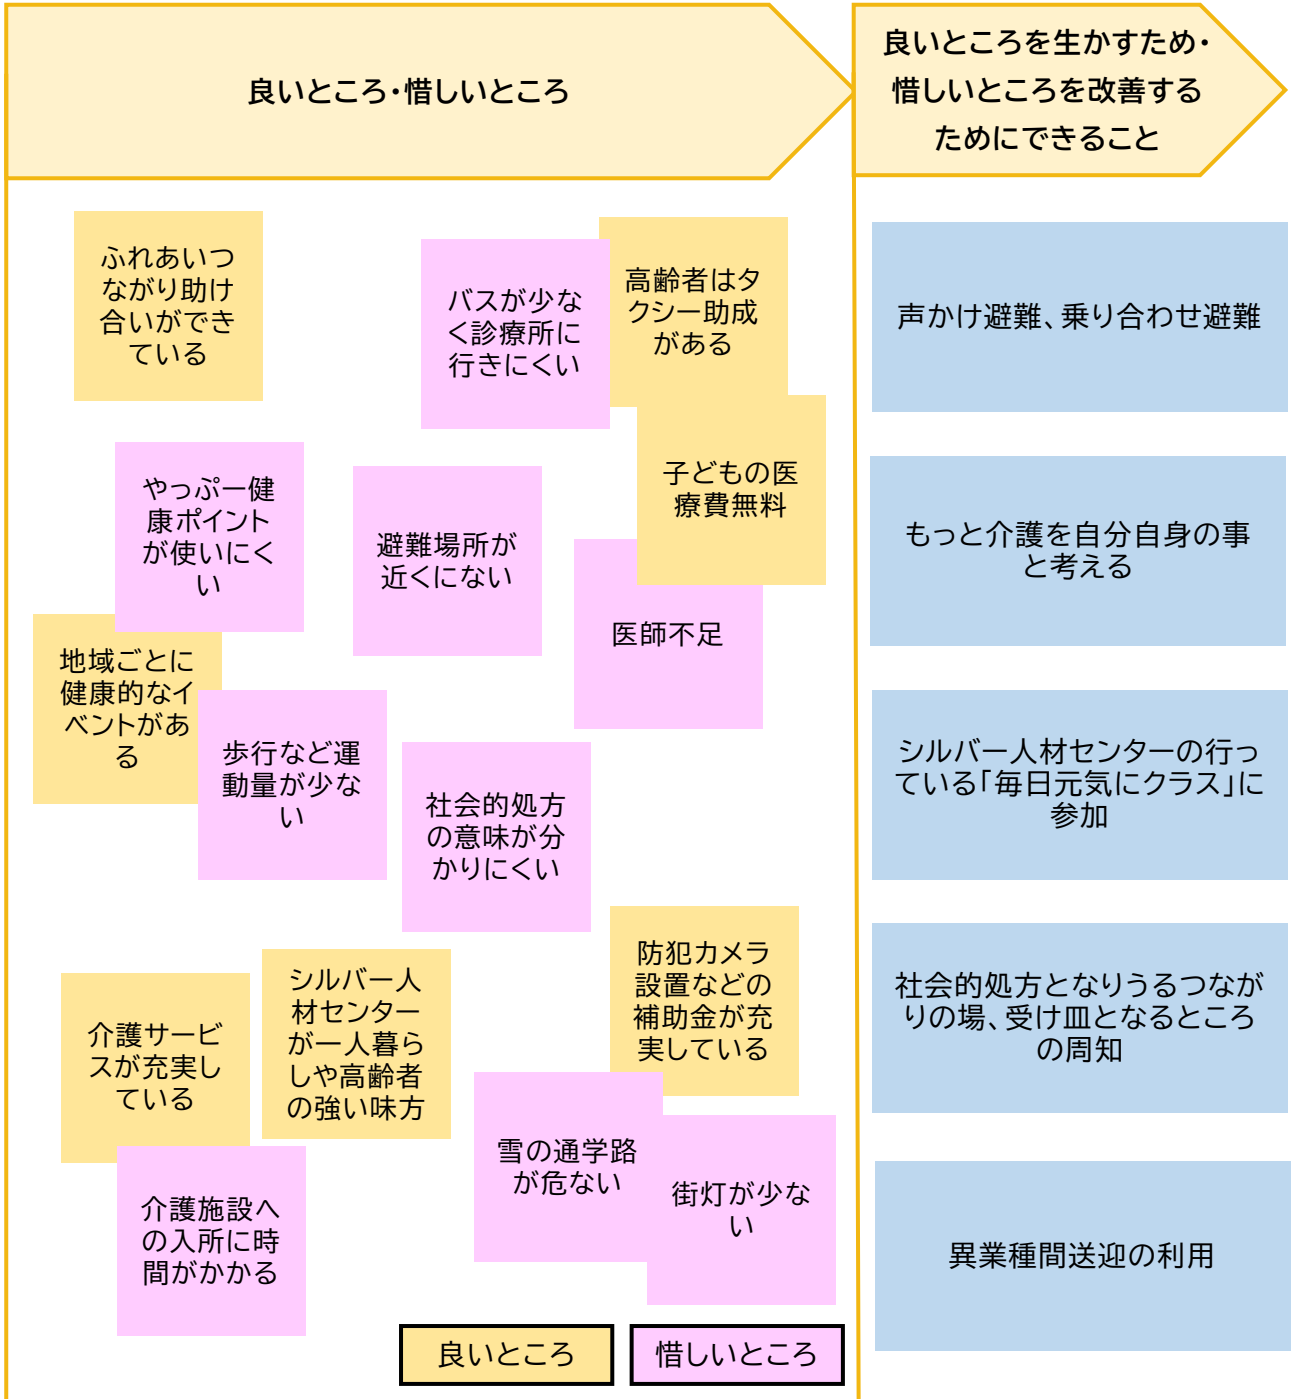 良いところ・惜しいところ
良いところを生かすため・
惜しいところを改善する
ためにできること
ふれあいつ
ながり助け
合いができ
ている
バスが少な
く診療所に
行きにくい
高齢者はタ
クシー助成
がある
子どもの医
療費無料
やっぷー健
康ポイント
が使いにく
い
避難場所が
近くにない
医師不足
地域ごとに
健康的なイ
ベントがあ
る
歩行など運
動量が少な
い
社会的処方
の意味が分
かりにくい
防犯カメラ
設置などの
補助金が充
実している
シルバー人
材センター
が一人暮ら
しや高齢者
の強い味方
介護サービ
スが充実し
ている
雪の通学路
が危ない
街灯が少な
い
介護施設へ
の入所に時
間がかかる
良いところ
惜しいところ
声かけ避難、乗り合わせ避難
もっと介護を自分自身の事
と考える
シルバー人材センターの行っ
ている「毎日元気にクラス」に
参加
社会的処方となりうるつなが
りの場、受け皿となるところ
の周知
異業種間送迎の利用